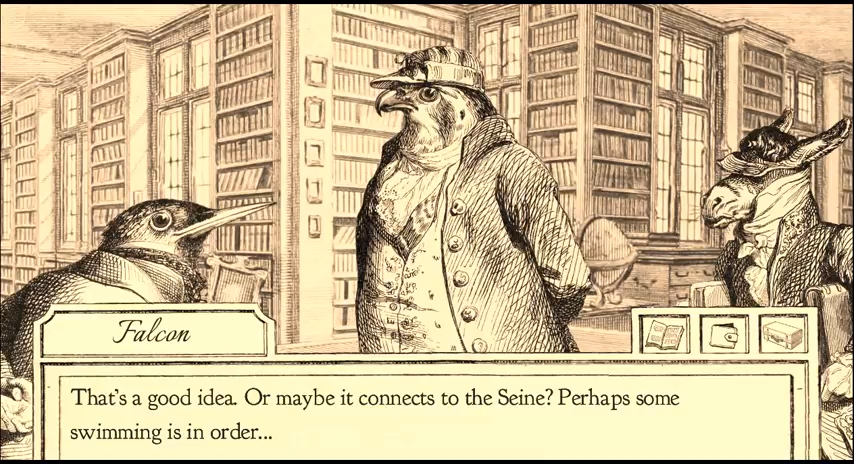 Falcon
That's a good idea. Or maybe it connects to the Seine? Perhaps some
swimming is in order...